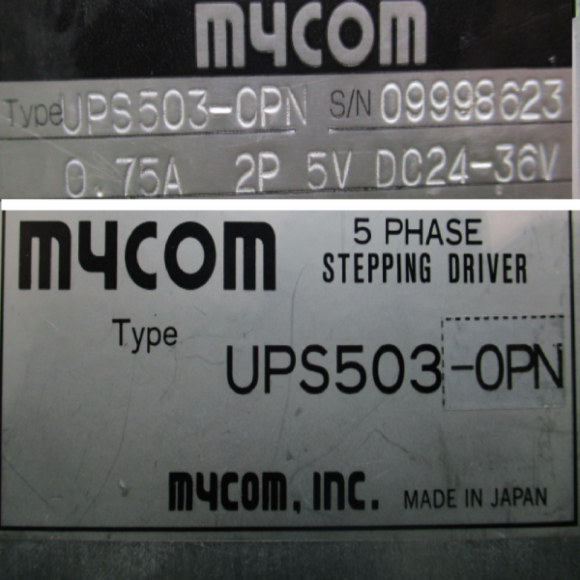 mycom
Type UPS503-0PN S/N 09998623
0.75A 2P 5V DC24-36V
mycom
5 PHASE
STEPPING DRIVER
Type
UPS503-0PN
mycom, inc. MADE IN JAPAN